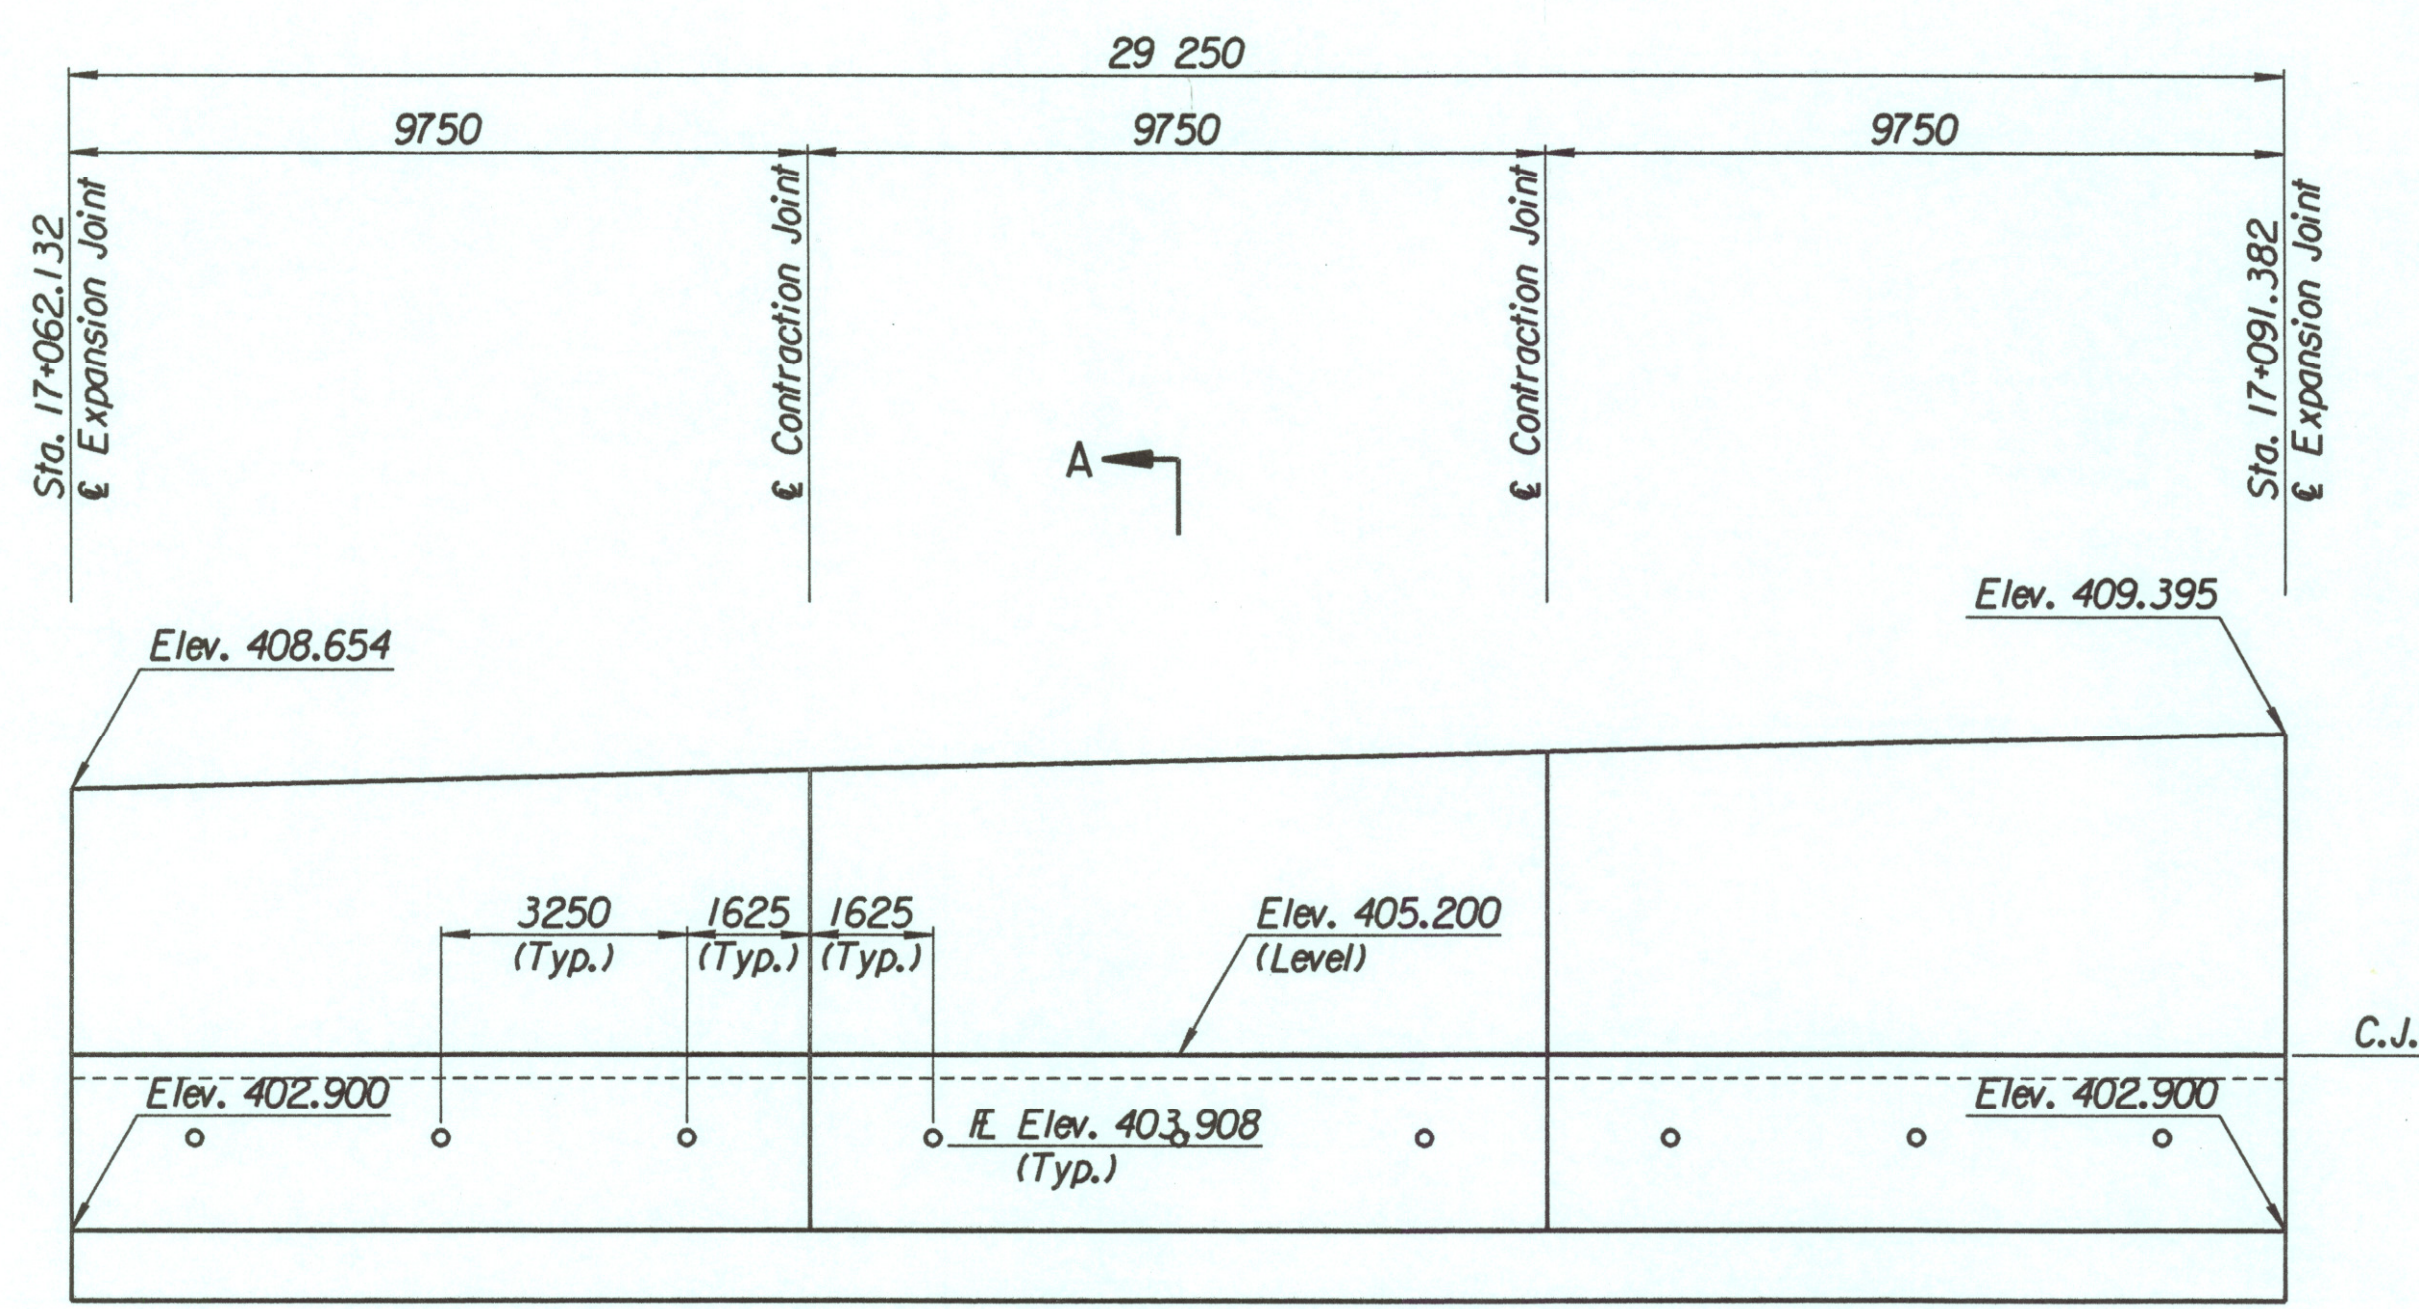 29 250
9750
9750
9750
Sta. 17+062.132
℄ Expansion Joint
℄ Contraction Joint
℄ Contraction Joint
Sta. 17+091.382
℄ Expansion Joint
A
Elev. 409.395
Elev. 408.654
3250
(Typ.)
1625
(Typ.)
1625
(Typ.)
Elev. 405.200
(Level)
C.J.
Elev. 402.900
Elev. 403.908
(Typ.)
Elev. 402.900